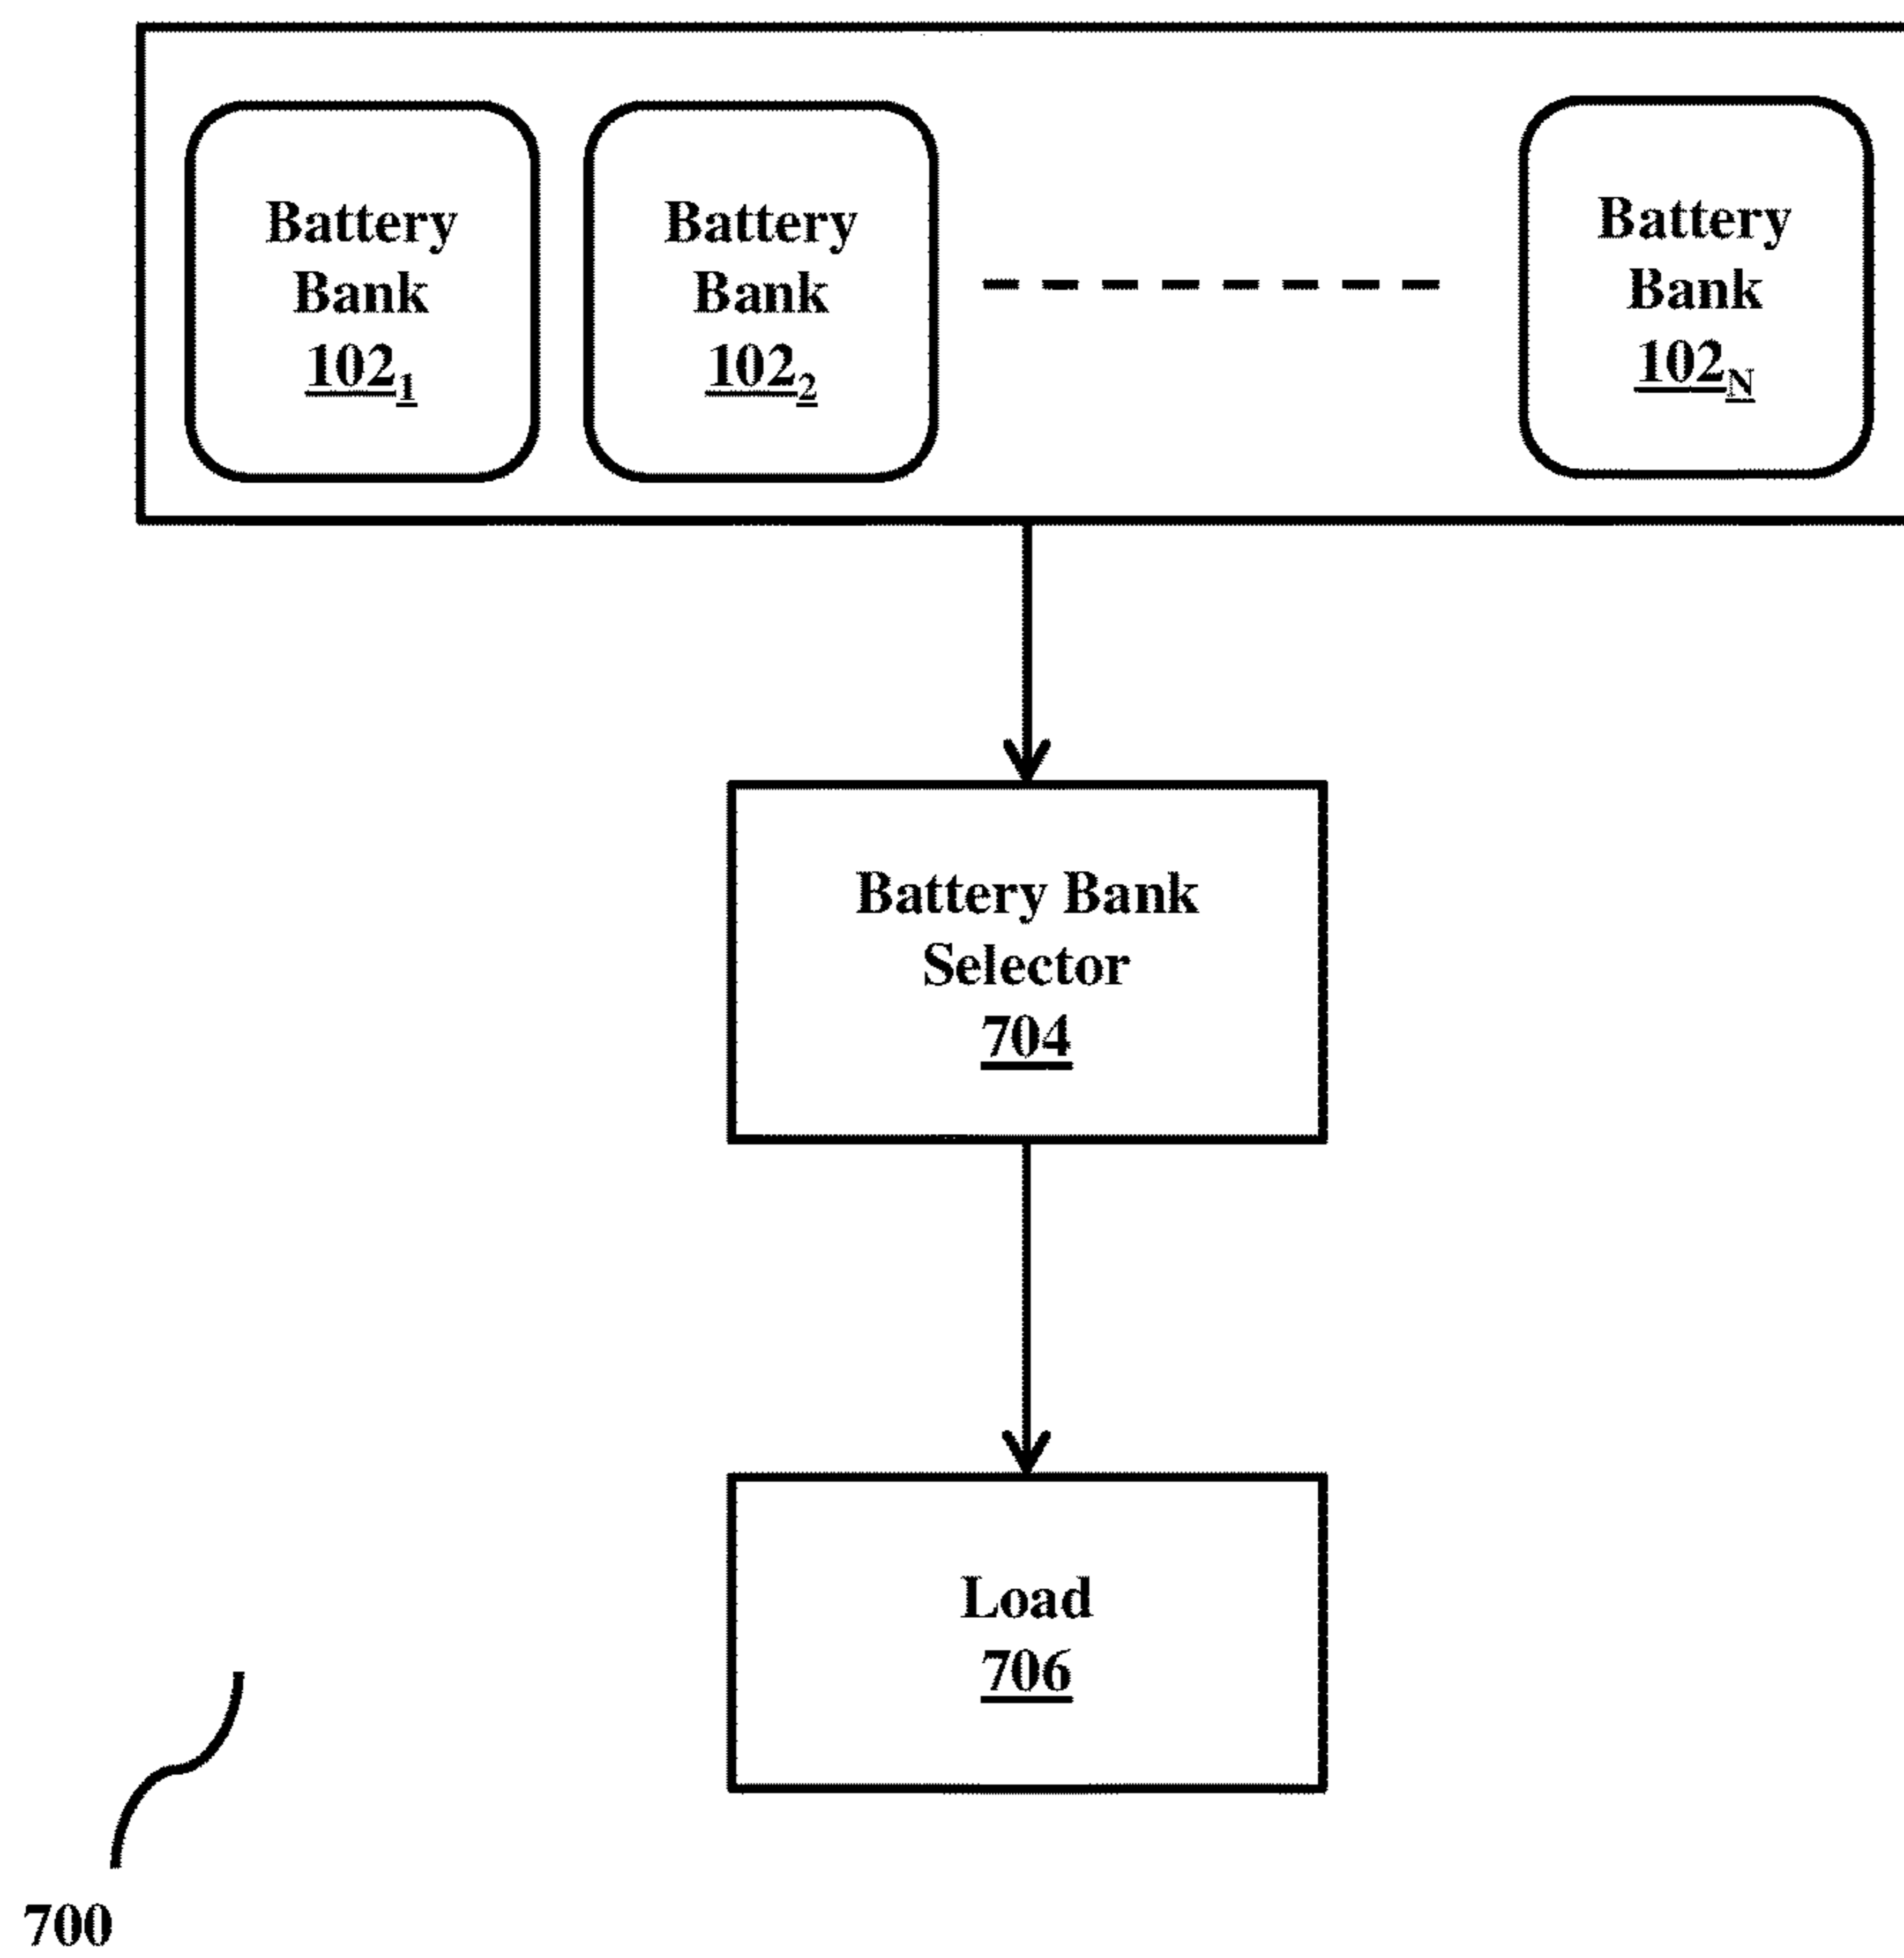 Battery
Bank
102₁
Battery
Bank
102₂
Battery
Bank
102N
Battery Bank
Selector
704
Load
706
700